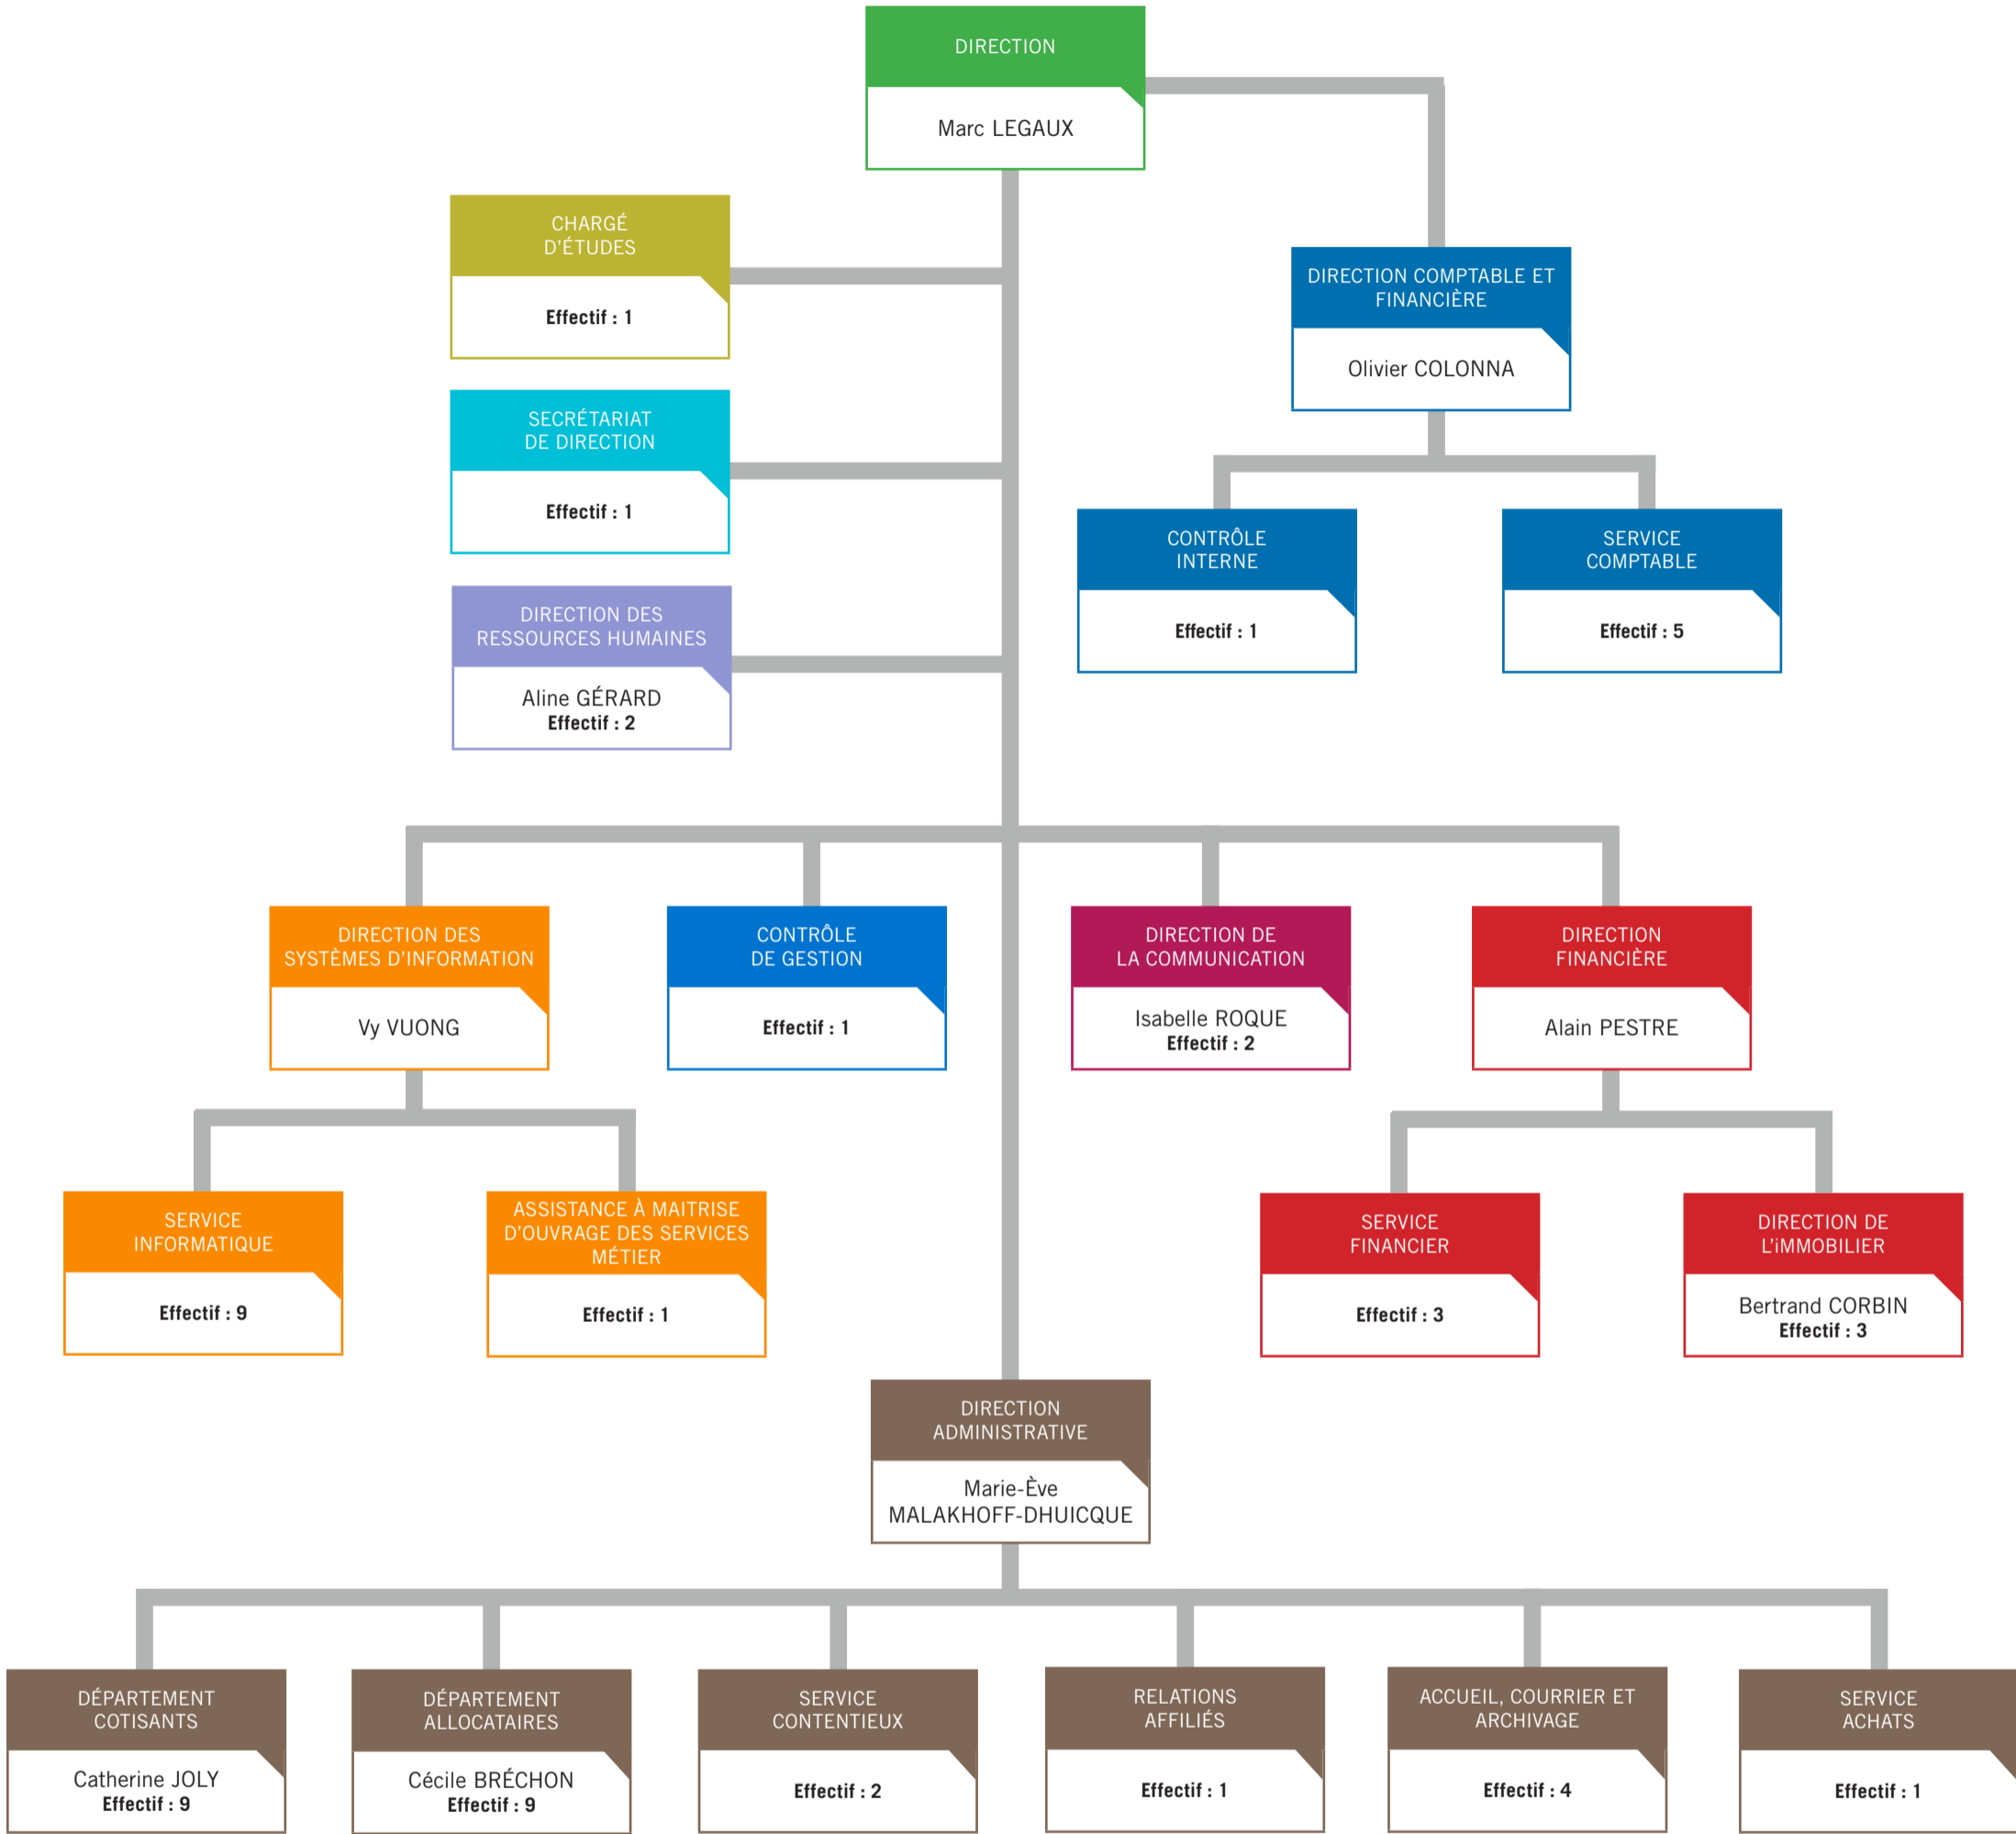 DIRECTION
Marc LEGAUX
CHARGÉ
D'ÉTUDES
Effectif : 1
DIRECTION COMPTABLE ET
FINANCIÈRE
Olivier COLONNA
SECRÉTARIAT
DE DIRECTION
Effectif : 1
CONTRÔLE
INTERNE
Effectif : 1
SERVICE
COMPTABLE
Effectif : 5
DIRECTION DES
RESSOURCES HUMAINES
Aline GÉRARD
Effectif : 2
DIRECTION DES
SYSTÈMES D'INFORMATION
Vy VUONG
CONTRÔLE
DE GESTION
Effectif : 1
DIRECTION DE
LA COMMUNICATION
Isabelle ROQUE
Effectif : 2
DIRECTION
FINANCIÈRE
Alain PESTRE
SERVICE
INFORMATIQUE
Effectif : 9
ASSISTANCE À MAITRISE
D'OUVRAGE DES SERVICES
MÉTIER
Effectif : 1
SERVICE
FINANCIER
Effectif : 3
DIRECTION DE
L'iMMOBILIER
Bertrand CORBIN
Effectif : 3
DIRECTION
ADMINISTRATIVE
Marie-Ève
MALAKHOFF-DHUICQUE
DÉPARTEMENT
COTISANTS
Catherine JOLY
Effectif : 9
DÉPARTEMENT
ALLOCATAIRES
Cécile BRÉCHON
Effectif : 9
SERVICE
CONTENTIEUX
Effectif : 2
RELATIONS
AFFILIÉS
Effectif : 1
ACCUEIL, COURRIER ET
ARCHIVAGE
Effectif : 4
SERVICE
ACHATS
Effectif : 1